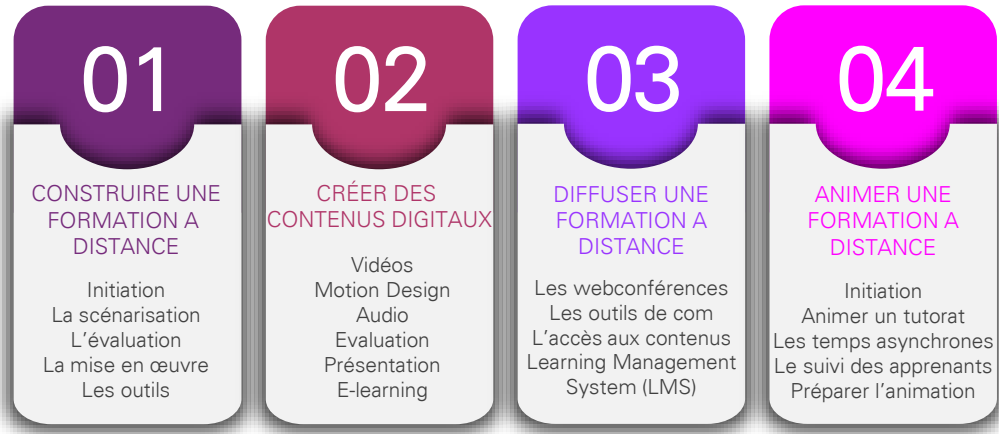 01
CONSTRUIRE UNE
FORMATION A
DISTANCE
Initiation
La scénarisation
L'évaluation
La mise en œuvre
Les outils
02
CRÉER DES
CONTENUS DIGITAUX
Vidéos
Motion Design
Audio
Evaluation
Présentation
E-learning
03
DIFFUSER UNE
FORMATION A
DISTANCE
Les webconférences
Les outils de com
L'accès aux contenus
Learning Management
System (LMS)
04
ANIMER UNE
FORMATION A
DISTANCE
Initiation
Animer un tutorat
Les temps asynchrones
Le suivi des apprenants
Préparer l'animation